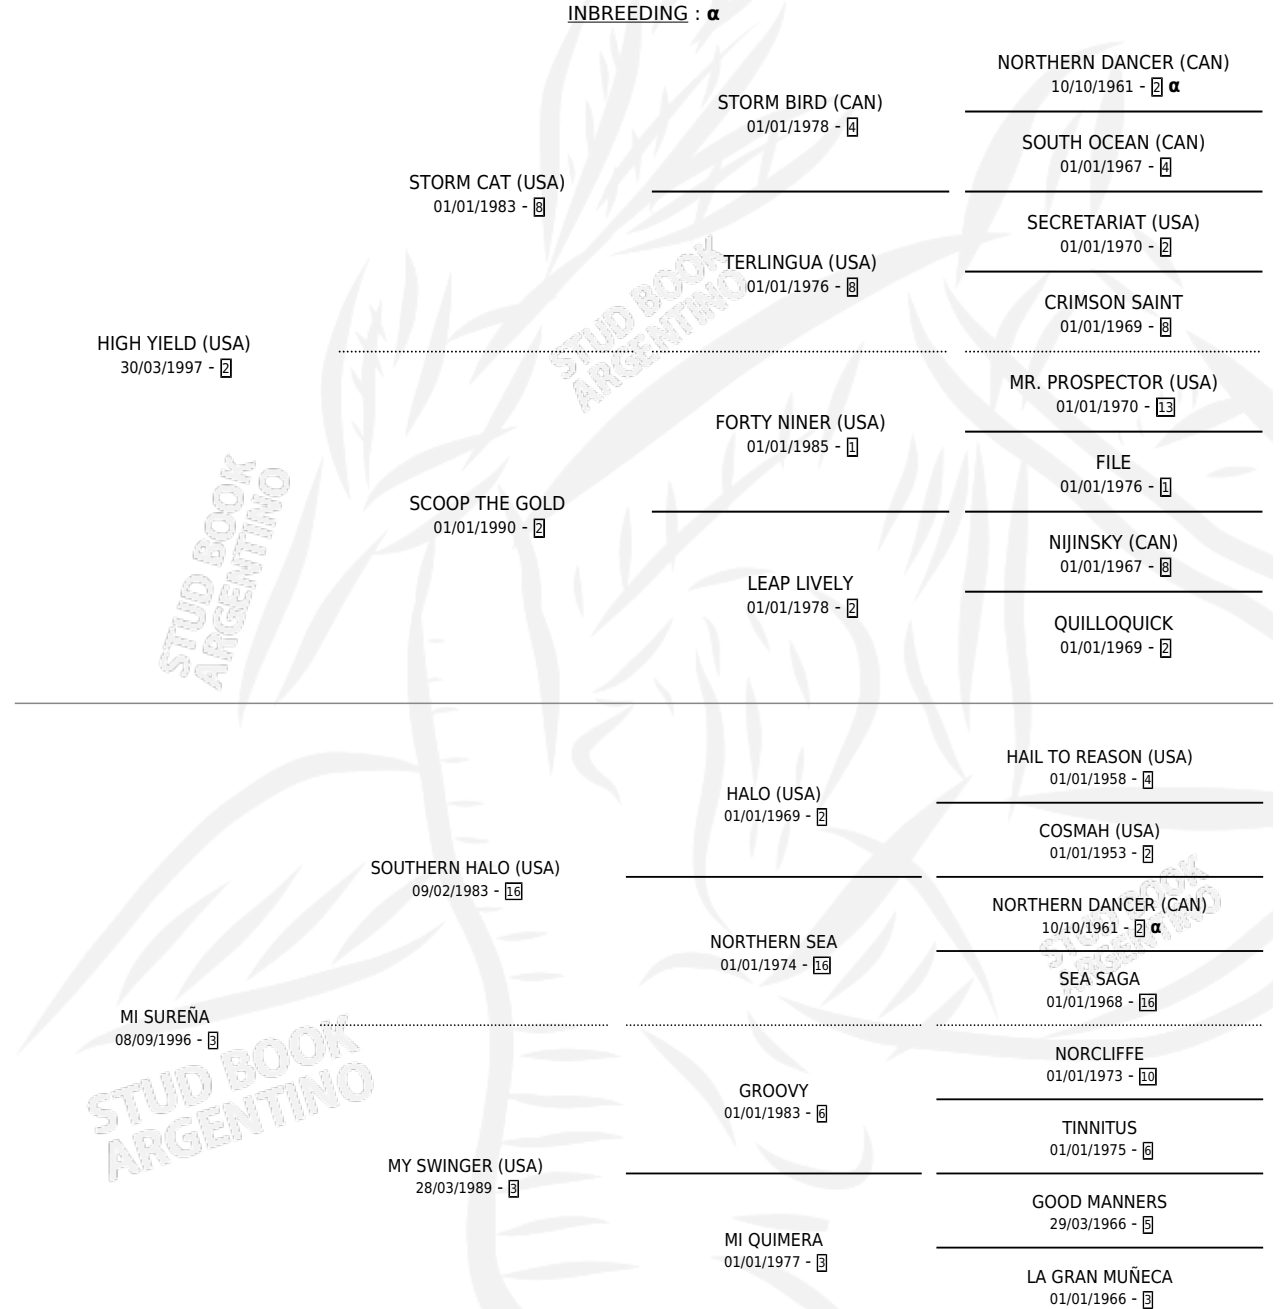 INBREEDING : α
NORTHERN DANCER (CAN)
10/10/1961 - 2 α
STORM BIRD (CAN)
01/01/1978 - 4
SOUTH OCEAN (CAN)
01/01/1967 - 4
STORM CAT (USA)
01/01/1983 - 8
SECRETARIAT (USA)
01/01/1970 - 2
TERLINGUA (USA)
01/01/1976 - 8
CRIMSON SAINT
01/01/1969 - 8
HIGH YIELD (USA)
30/03/1997 - 2
MR. PROSPECTOR (USA)
01/01/1970 - 13
FORTY NINER (USA)
01/01/1985 - 1
FILE
01/01/1976 - 1
SCOOP THE GOLD
01/01/1990 - 2
NIJINSKY (CAN)
01/01/1967 - 8
LEAP LIVELY
01/01/1978 - 2
QUILLOQUICK
01/01/1969 - 2
HAIL TO REASON (USA)
01/01/1958 - 4
HALO (USA)
01/01/1969 - 2
COSMAH (USA)
01/01/1953 - 2
SOUTHERN HALO (USA)
09/02/1983 - 16
NORTHERN DANCER (CAN)
10/10/1961 - 2 α
NORTHERN SEA
01/01/1974 - 16
SEA SAGA
01/01/1968 - 16
MI SUREÑA
08/09/1996 - 3
NORCLIFFE
01/01/1973 - 10
GROOVY
01/01/1983 - 6
TINNITUS
01/01/1975 - 6
MY SWINGER (USA)
28/03/1989 - 3
GOOD MANNERS
29/03/1966 - 5
MI QUIMERA
01/01/1977 - 3
LA GRAN MUÑECA
01/01/1966 - 3
STUD BOOK
ARGENTINO
STUD BOOK
ARGENTINO
STUD BOOK
ARGENTINO
STUD BOOK
ARGENTINO